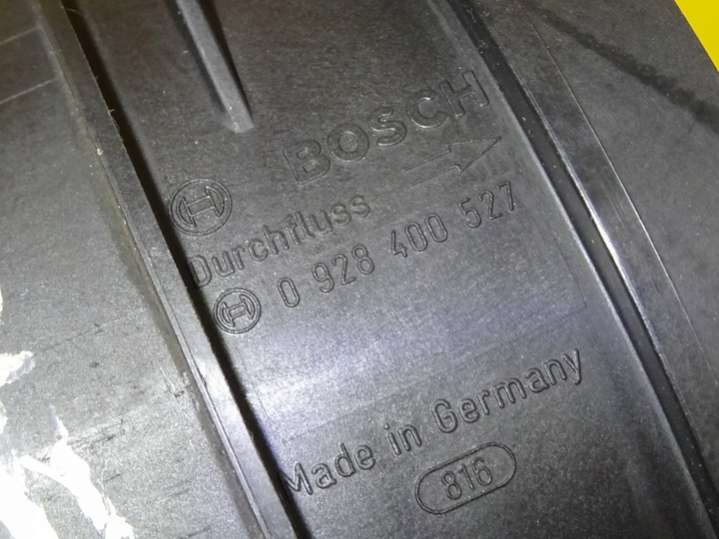 BOSCH
Durchfluss
0 928 400 527
Made in Germany
816